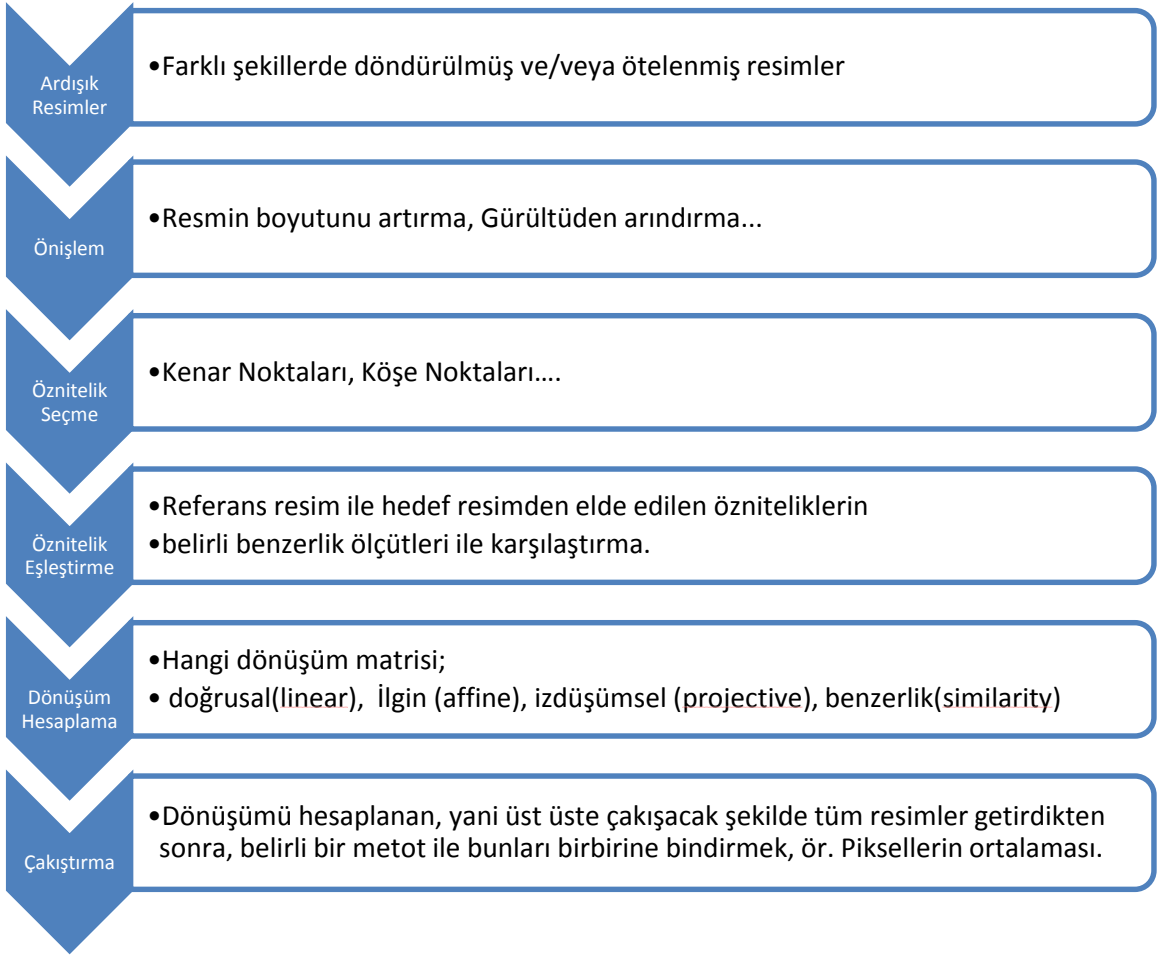 Ardışık
Resimler
•Farklı şekillerde döndürülmüş ve/veya ötelenmiş resimler
Önişlem
•Resmin boyutunu artırma, Gürültüden arındırma...
Öznitelik
Seçme
•Kenar Noktaları, Köşe Noktaları....
Öznitelik
Eşleştirme
•Referans resim ile hedef resimden elde edilen özniteliklerin
•belirli benzerlik ölçütleri ile karşılaştırma.
Dönüşüm
Hesaplama
•Hangi dönüşüm matrisi;
• doğrusal(linear), İlgin (affine), izdüşümsel (projective), benzerlik(similarity)
Çakıştırma
•Dönüşümü hesaplanan, yani üst üste çakışacak şekilde tüm resimler getirdikten
sonra, belirli bir metot ile bunları birbirine bindirmek, ör. Piksellerin ortalaması.